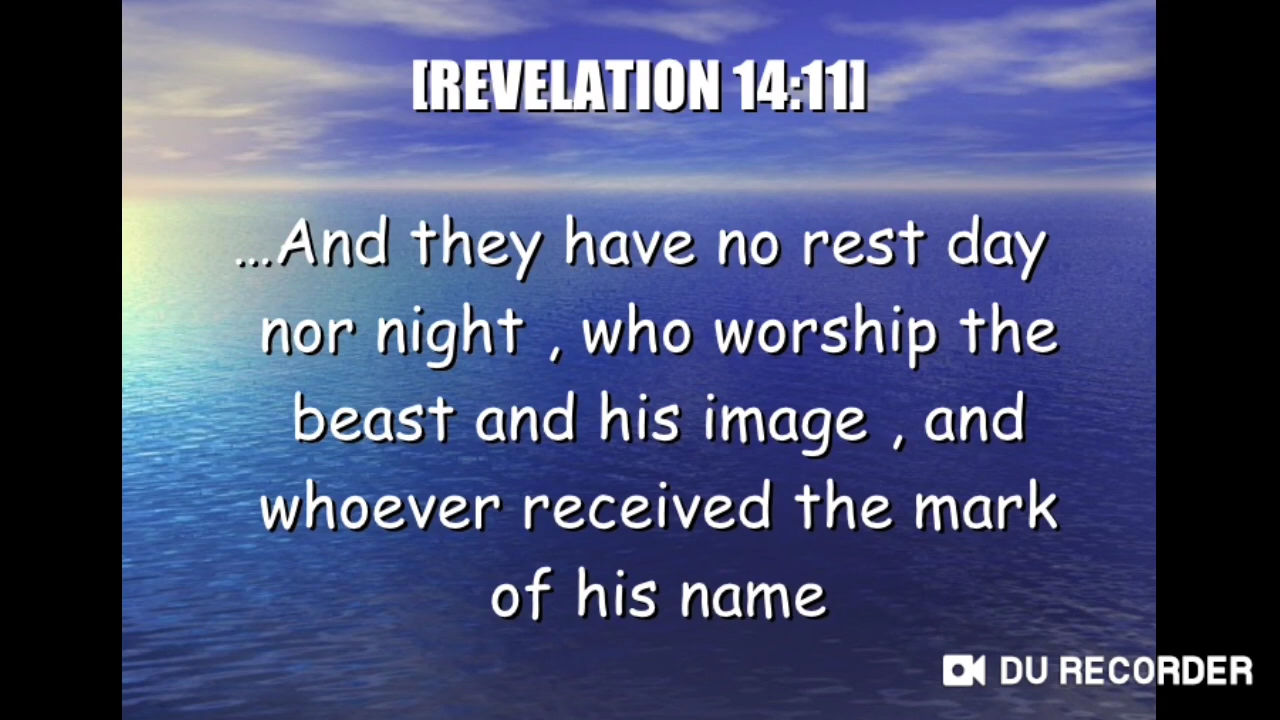 [REVELATION 14:11]
...And they have no rest day
nor night , who worship the
beast and his image , and
whoever received the mark
of his name
DU RECORDER